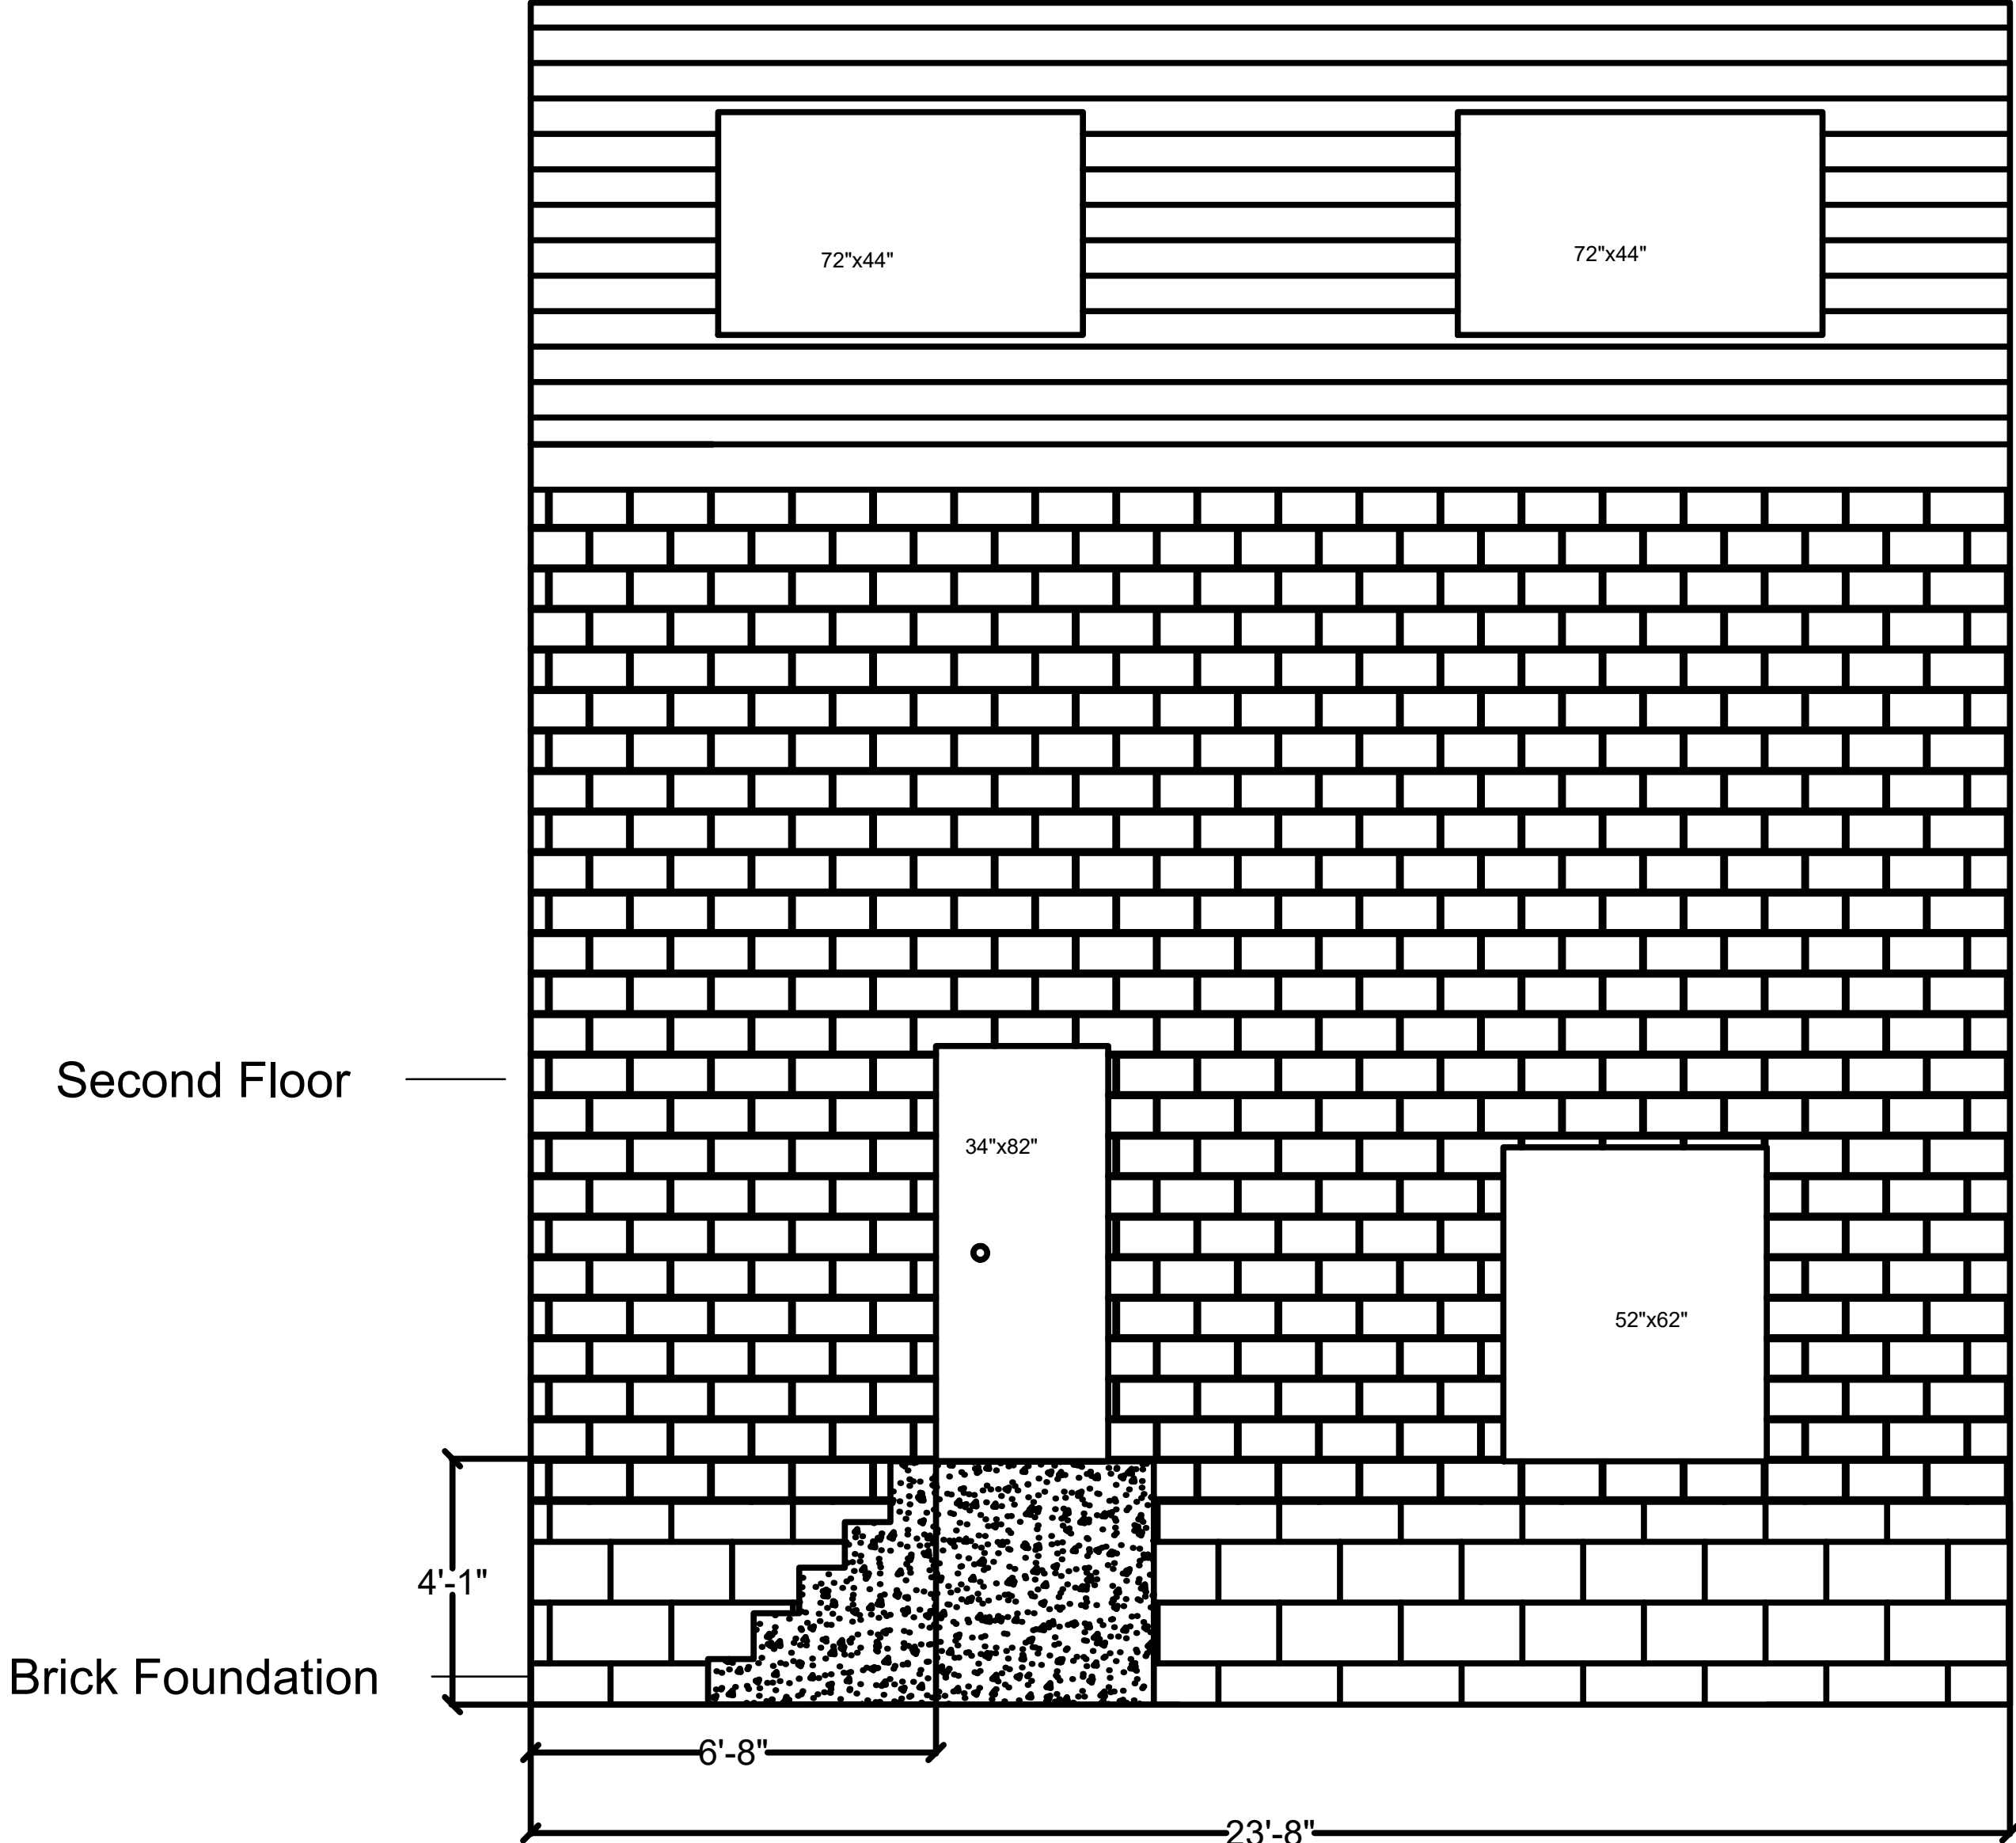 72"x44"
72"x44"
Second Floor
34"x82"
52"x62"
4'-1"
Brick Foundation
6'-8"
23'-8"